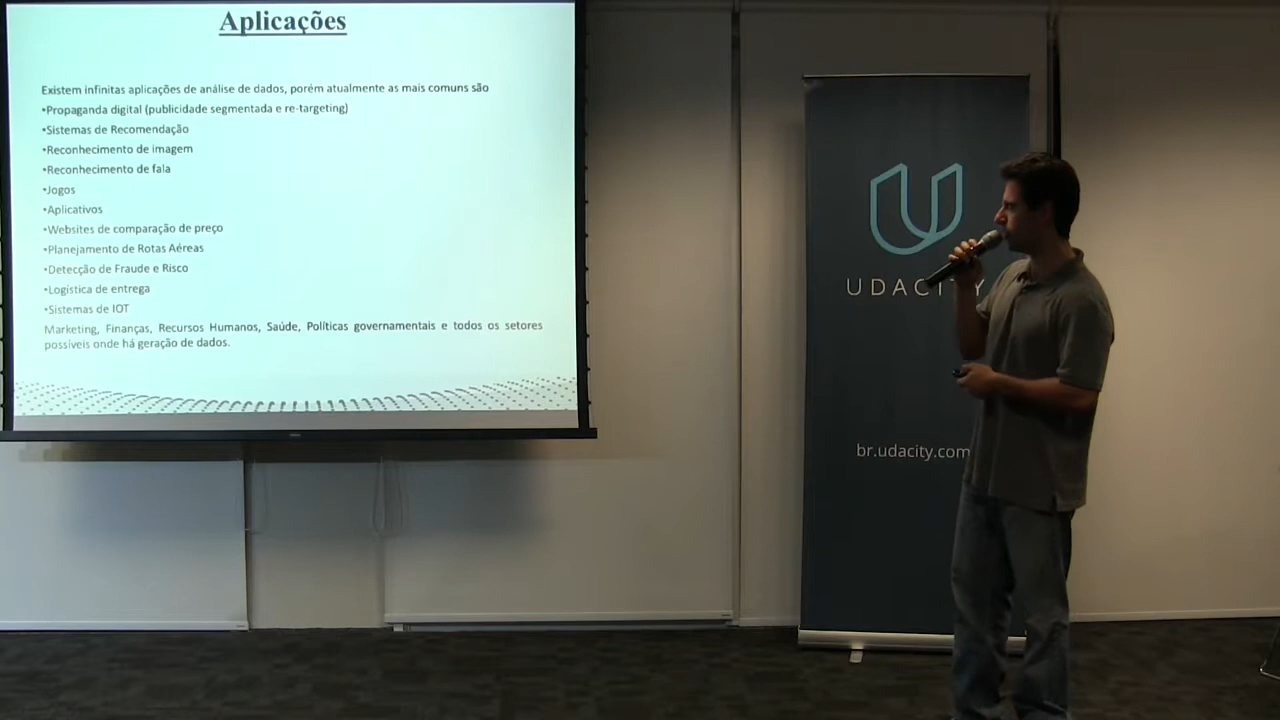 Aplicações
Existem infinitas aplicações de análise de dados, porém atualmente as mais comuns são
•Propaganda digital (publicidade segmentada e re-targeting)
•Sistemas de Recomendação
•Reconhecimento de imagem
•Reconhecimento de fala
•Jogos
•Aplicativos
•Websites de comparação de preço
•Planejamento de Rotas Aéreas
•Detecção de Fraude e Risco
•Logística de entrega
•Sistemas de IOT
Marketing, Finanças, Recursos Humanos, Saúde, Políticas governamentais e todos os setores
possíveis onde há geração de dados.
UDACITY
br.udacity.com